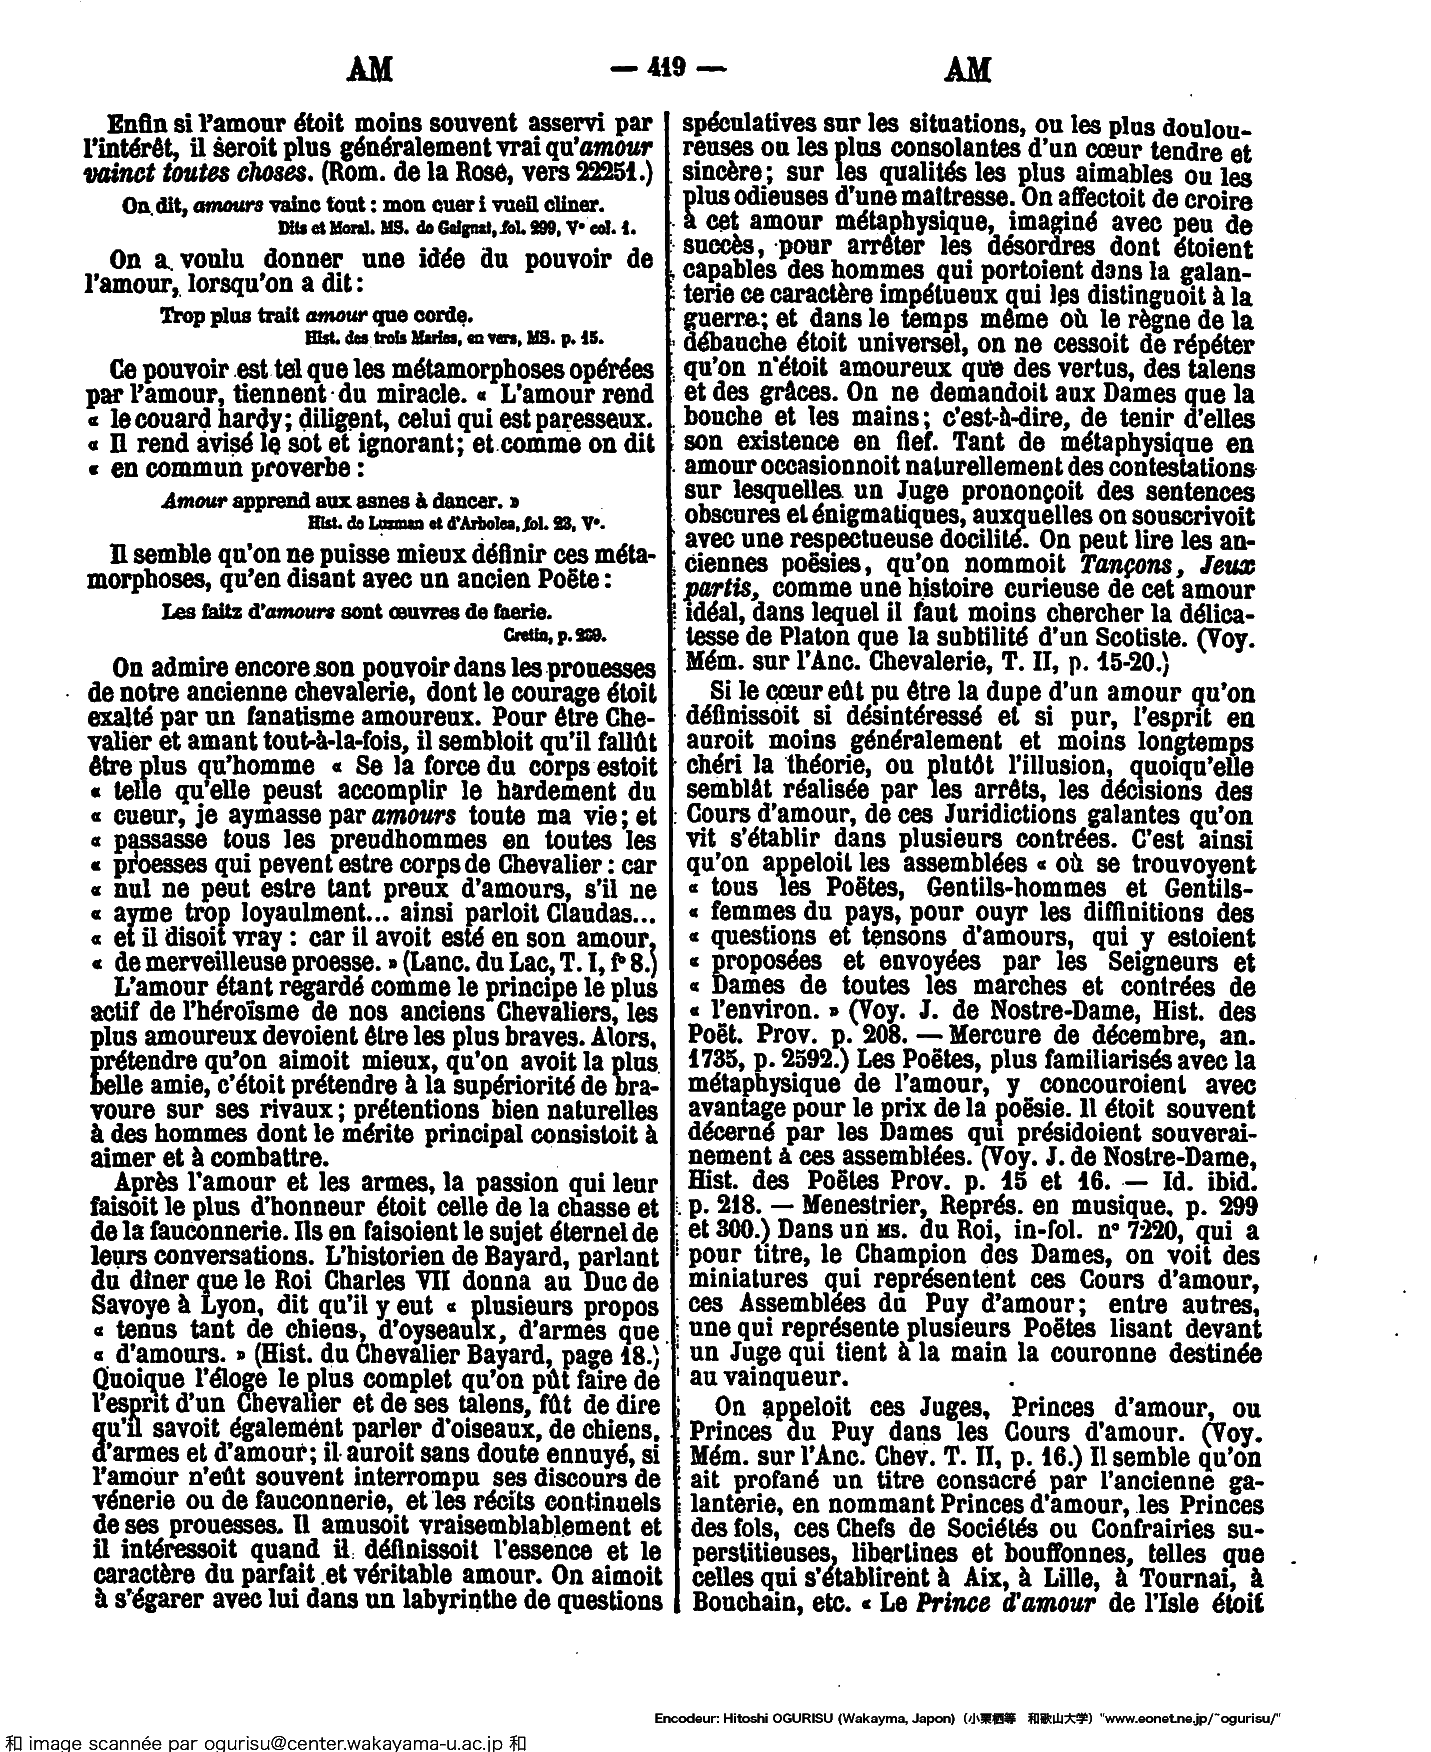 AM
— 419 —
AM
Enfin si l'amour étoit moins souvent asservi par
l'intérêt, il seroit plus généralement vrai qu'amour
vainct toutes choses. (Rom. de la Rose, vers 22251.)
On dit, amours vainc tout : mon cuer i vueil cliner.
Dits et Moral. MS. de Gaignat, fol. 299, V° col. 1.
On a voulu donner une idée du pouvoir de
l'amour, lorsqu'on a dit :
Trop plus trait amour que corde.
Hist. des trois Maries, en vers, MS. p. 15.
Ce pouvoir est tel que les métamorphoses opérées
par l'amour, tiennent du miracle. « L'amour rend
« le couard hardy ; diligent, celui qui est paresseux.
« Il rend avisé le sot et ignorant ; et comme on dit
« en commun proverbe :
Amour apprend aux asnes à dancer. »
Hist. de Luzman et d'Arbolea, fol. 23, V°.
Il semble qu'on ne puisse mieux définir ces méta-
morphoses, qu'en disant avec un ancien Poëte :
Les faitz d'amours sont œuvres de faerie.
Cretin, p. 239.
On admire encore son pouvoir dans les prouesses
de notre ancienne chevalerie, dont le courage étoit
exalté par un fanatisme amoureux. Pour être Che-
valier et amant tout-à-la-fois, il sembloit qu'il fallût
être plus qu'homme « Se la force du corps estoit
« telle qu'elle peust accomplir le hardement du
« cueur, je aymasse par amours toute ma vie ; et
« passasse tous les preudhommes en toutes les
« proesses qui pevent estre corps de Chevalier : car
« nul ne peut estre tant preux d'amours, s'il ne
« ayme trop loyaulment... ainsi parloit Claudas...
« et il disoit vray : car il avoit esté en son amour,
« de merveilleuse proesse. » (Lanc. du Lac, T. I, f° 8.)
L'amour étant regardé comme le principe le plus
actif de l'héroïsme de nos anciens Chevaliers, les
plus amoureux devoient être les plus braves. Alors,
prétendre qu'on aimoit mieux, qu'on avoit la plus
belle amie, c'étoit prétendre à la supériorité de bra-
voure sur ses rivaux ; prétentions bien naturelles
à des hommes dont le mérite principal consistoit à
aimer et à combattre.
Après l'amour et les armes, la passion qui leur
faisoit le plus d'honneur étoit celle de la chasse et
de la fauconnerie. Ils en faisoient le sujet éternel de
leurs conversations. L'historien de Bayard, parlant
du dîner que le Roi Charles VII donna au Duc de
Savoye à Lyon, dit qu'il y eut « plusieurs propos
« tenus tant de chiens, d'oyseaulx, d'armes que
« d'amours. » (Hist. du Chevalier Bayard, page 18.)
Quoique l'éloge le plus complet qu'on pût faire de
l'esprit d'un Chevalier et de ses talens, fût de dire
qu'il savoit également parler d'oiseaux, de chiens,
d'armes et d'amour ; il auroit sans doute ennuyé, si
l'amour n'eût souvent interrompu ses discours de
vénerie ou de fauconnerie, et les récits continuels
de ses prouesses. Il amusoit vraisemblablement et
il intéressoit quand il définissoit l'essence et le
caractère du parfait et véritable amour. On aimoit
à s'égarer avec lui dans un labyrinthe de questions
spéculatives sur les situations, ou les plus doulou-
reuses ou les plus consolantes d'un cœur tendre et
sincère ; sur les qualités les plus aimables ou les
plus odieuses d'une maîtresse. On affectoit de croire
à cet amour métaphysique, imaginé avec peu de
succès, pour arrêter les désordres dont étoient
capables des hommes qui portoient dans la galan-
terie ce caractère impétueux qui les distinguoit à la
guerre ; et dans le temps même où le règne de la
débauche étoit universel, on ne cessoit de répéter
qu'on n'étoit amoureux que des vertus, des talens
et des grâces. On ne demandoit aux Dames que la
bouche et les mains ; c'est-à-dire, de tenir d'elles
son existence en fief. Tant de métaphysique en
amour occasionnoit naturellement des contestations
sur lesquelles un Juge prononçoit des sentences
obscures et énigmatiques, auxquelles on souscrivoit
avec une respectueuse docilité. On peut lire les an-
ciennes poësies, qu'on nommoit Tançons, Jeux
partis, comme une histoire curieuse de cet amour
idéal, dans lequel il faut moins chercher la délica-
tesse de Platon que la subtilité d'un Scotiste. (Voy.
Mém. sur l'Anc. Chevalerie, T. II, p. 15-20.)
Si le cœur eût pu être la dupe d'un amour qu'on
définissoit si désintéressé et si pur, l'esprit en
auroit moins généralement et moins longtemps
chéri la théorie, ou plutôt l'illusion, quoiqu'elle
semblât réalisée par les arrêts, les décisions des
Cours d'amour, de ces Juridictions galantes qu'on
vit s'établir dans plusieurs contrées. C'est ainsi
qu'on appeloit les assemblées « où se trouvoyent
« tous les Poëtes, Gentils-hommes et Gentils-
« femmes du pays, pour ouyr les diffinitions des
« questions et tensons d'amours, qui y estoient
« proposées et envoyées par les Seigneurs et
« Dames de toutes les marches et contrées de
« l'environ. » (Voy. J. de Nostre-Dame, Hist. des
Poët. Prov. p. 208. — Mercure de décembre, an.
1735, p. 2592.) Les Poëtes, plus familiarisés avec la
métaphysique de l'amour, y concouroient avec
avantage pour le prix de la poësie. Il étoit souvent
décerné par les Dames qui présidoient souverai-
nement à ces assemblées. (Voy. J. de Nostre-Dame,
Hist. des Poëtes Prov. p. 15 et 16. — Id. ibid.
p. 218. — Menestrier, Représ. en musique, p. 299
et 300.) Dans un MS. du Roi, in-fol. n° 7220, qui a
pour titre, le Champion des Dames, on voit des
miniatures qui représentent ces Cours d'amour,
ces Assemblées du Puy d'amour ; entre autres,
une qui représente plusieurs Poëtes lisant devant
un Juge qui tient à la main la couronne destinée
au vainqueur.
On appeloit ces Juges, Princes d'amour, ou
Princes du Puy dans les Cours d'amour. (Voy.
Mém. sur l'Anc. Chev. T. II, p. 16.) Il semble qu'on
ait profané un titre consacré par l'ancienne ga-
lanterie, en nommant Princes d'amour, les Princes
des fols, ces Chefs de Sociétés ou Confrairies su-
perstitieuses, libertines et bouffonnes, telles que
celles qui s'établirent à Aix, à Lille, à Tournai, à
Bouchain, etc. « Le Prince d'amour de l'Isle étoit
Encodeur: Hitoshi OGURISU (Wakayma, Japon) (小栗栖等 和歌山大学) "www.eonet.ne.jp/~ogurisu/"
和 image scannée par ogurisu@center.wakayama-u.ac.jp 和